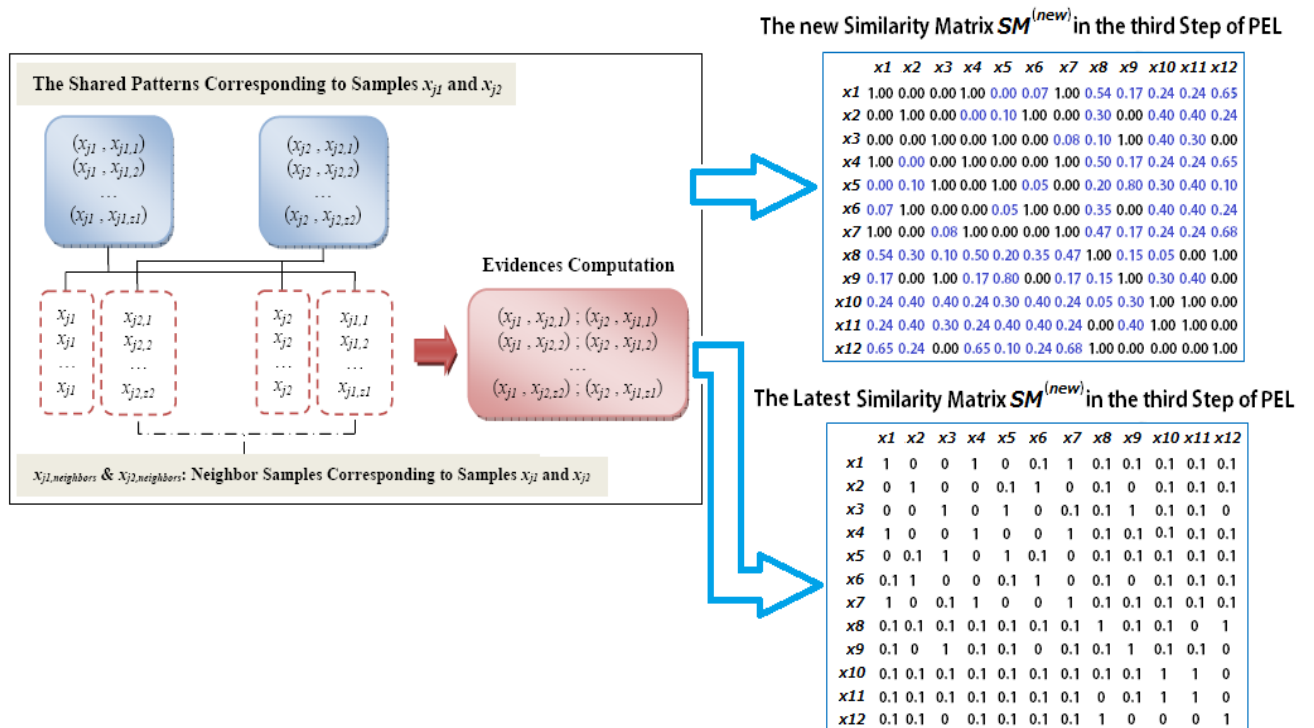 The Shared Patterns Corresponding to Samples xj1 and xj2
(xj1 , xj1,1)
(xj1 , xj1,2)
...
(xj1 , xj1,z1)
(xj2 , xj2,1)
(xj2 , xj2,2)
...
(xj2 , xj2,z2)
xj1
xj1
...
xj1
xj2,1
xj2,2
...
xj2,z2
xj2
xj2
...
xj2
xj1,1
xj1,2
...
xj1,z1
Evidences Computation
(xj1 , xj2,1) ; (xj2 , xj1,1)
(xj1 , xj2,2) ; (xj2 , xj1,2)
...
(xj1 , xj2,z2) ; (xj2 , xj1,z1)
xj1,neighbors & xj2,neighbors: Neighbor Samples Corresponding to Samples xj1 and xj2
The new Similarity Matrix SM(new) in the third Step of PEL
x1 x2 x3 x4 x5 x6 x7 x8 x9 x10 x11 x12
x1 1.00 0.00 0.00 1.00 0.00 0.07 1.00 0.54 0.17 0.24 0.24 0.65
x2 0.00 1.00 0.00 0.00 0.10 1.00 0.00 0.30 0.00 0.40 0.40 0.24
x3 0.00 0.00 1.00 0.00 1.00 0.00 0.08 0.10 1.00 0.40 0.30 0.00
x4 1.00 0.00 0.00 1.00 0.00 0.00 1.00 0.50 0.17 0.24 0.24 0.65
x5 0.00 0.10 1.00 0.00 1.00 0.05 0.00 0.20 0.80 0.30 0.40 0.10
x6 0.07 1.00 0.00 0.00 0.05 1.00 0.00 0.35 0.00 0.40 0.40 0.24
x7 1.00 0.00 0.08 1.00 0.00 0.00 1.00 0.47 0.17 0.24 0.24 0.68
x8 0.54 0.30 0.10 0.50 0.20 0.35 0.47 1.00 0.15 0.05 0.00 1.00
x9 0.17 0.00 1.00 0.17 0.80 0.00 0.17 0.15 1.00 0.30 0.40 0.00
x10 0.24 0.40 0.40 0.24 0.30 0.40 0.24 0.05 0.30 1.00 1.00 0.00
x11 0.24 0.40 0.30 0.24 0.40 0.40 0.24 0.00 0.40 1.00 1.00 0.00
x12 0.65 0.24 0.00 0.65 0.10 0.24 0.68 1.00 0.00 0.00 0.00 1.00
The Latest Similarity Matrix SM(new) in the third Step of PEL
x1 x2 x3 x4 x5 x6 x7 x8 x9 x10 x11 x12
x1 1 0 0 1 0 0.1 1 0.1 0.1 0.1 0.1 0.1
x2 0 1 0 0 0.1 1 0 0.1 0 0.1 0.1 0.1
x3 0 0 1 0 1 0 0.1 0.1 1 0.1 0.1 0
x4 1 0 0 1 0 0 1 0.1 0.1 0.1 0.1 0.1
x5 0 0.1 1 0 1 0.1 0 0.1 0.1 0.1 0.1 0.1
x6 0.1 1 0 0 0.1 1 0 0.1 0 0.1 0.1 0.1
x7 1 0 0.1 1 0 0 1 0.1 0.1 0.1 0.1 0.1
x8 0.1 0.1 0.1 0.1 0.1 0.1 0.1 1 0.1 0.1 0 1
x9 0.1 0 1 0.1 0.1 0 0.1 0.1 1 0.1 0.1 0
x10 0.1 0.1 0.1 0.1 0.1 0.1 0.1 0.1 0.1 1 1 0
x11 0.1 0.1 0.1 0.1 0.1 0.1 0.1 0 0.1 1 1 0
x12 0.1 0.1 0 0.1 0.1 0.1 0.1 1 0 0 0 1